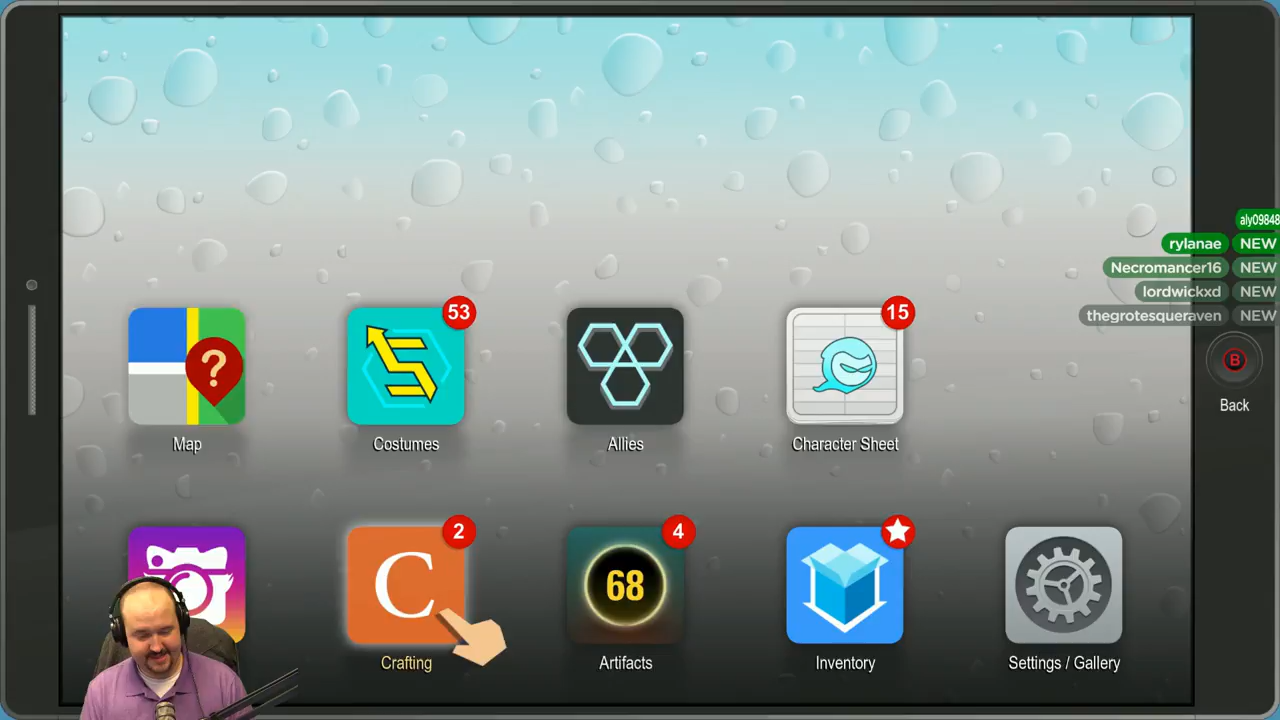 aly09848
rylanae NEW
Necromancer16 NEW
lordwickxd NEW
thegrotesqueraven NEW
B
Back
?
53
15
Map
Costumes
Allies
Character Sheet
2
4
C
68
Crafting
Artifacts
Inventory
Settings / Gallery